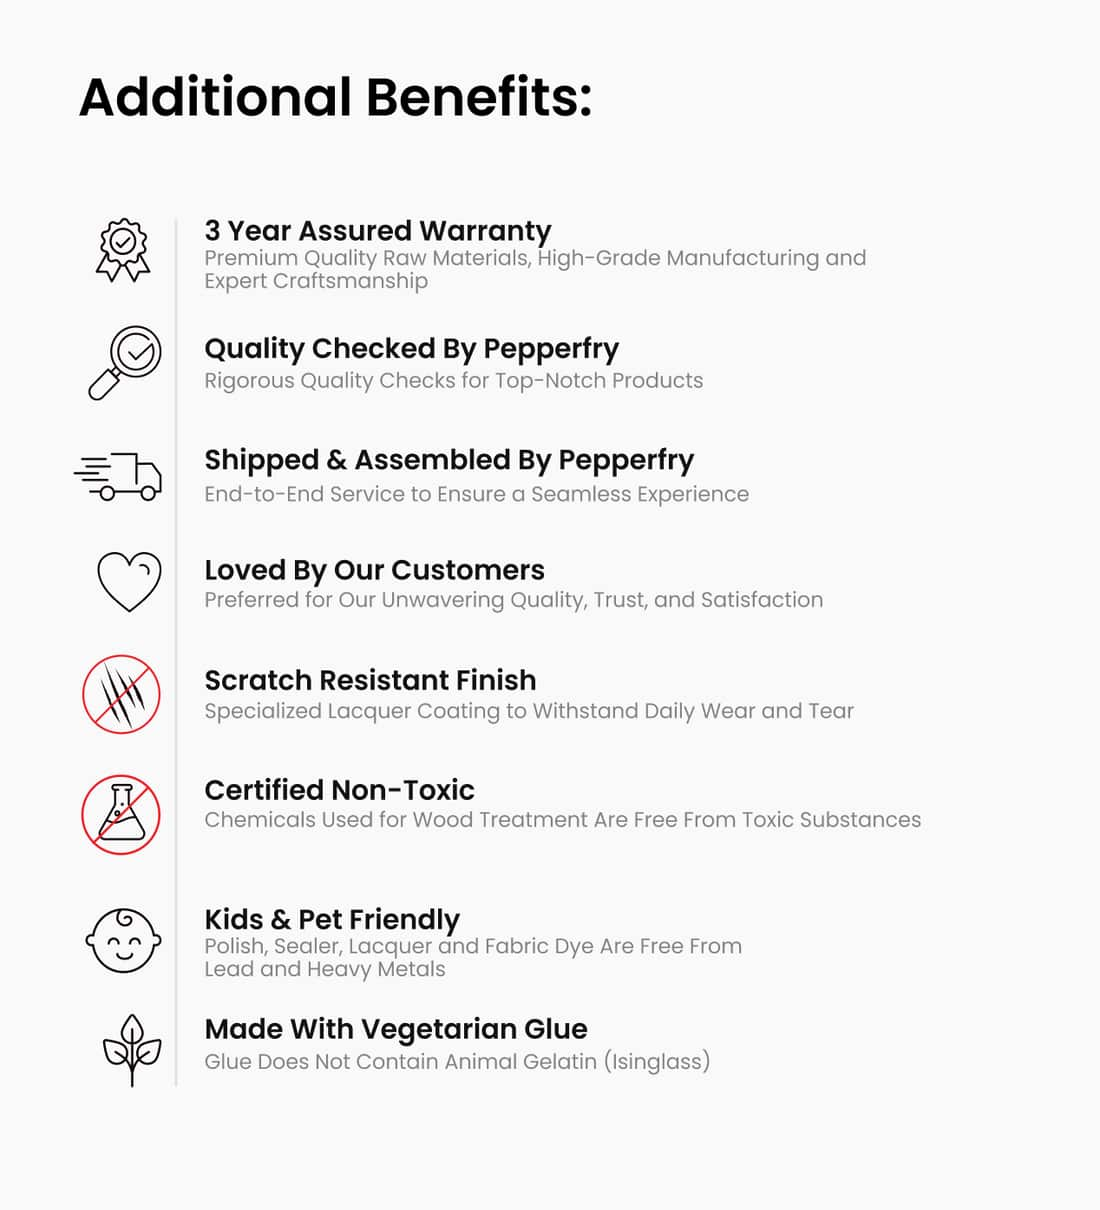 Additional Benefits:
3 Year Assured Warranty
Premium Quality Raw Materials, High-Grade Manufacturing and
Expert Craftsmanship
Quality Checked By Pepperfry
Rigorous Quality Checks for Top-Notch Products
Shipped & Assembled By Pepperfry
End-to-End Service to Ensure a Seamless Experience
Loved By Our Customers
Preferred for Our Unwavering Quality, Trust, and Satisfaction
Scratch Resistant Finish
Specialized Lacquer Coating to Withstand Daily Wear and Tear
Certified Non-Toxic
Chemicals Used for Wood Treatment Are Free From Toxic Substances
Kids & Pet Friendly
Polish, Sealer, Lacquer and Fabric Dye Are Free From
Lead and Heavy Metals
Made With Vegetarian Glue
Glue Does Not Contain Animal Gelatin (Isinglass)